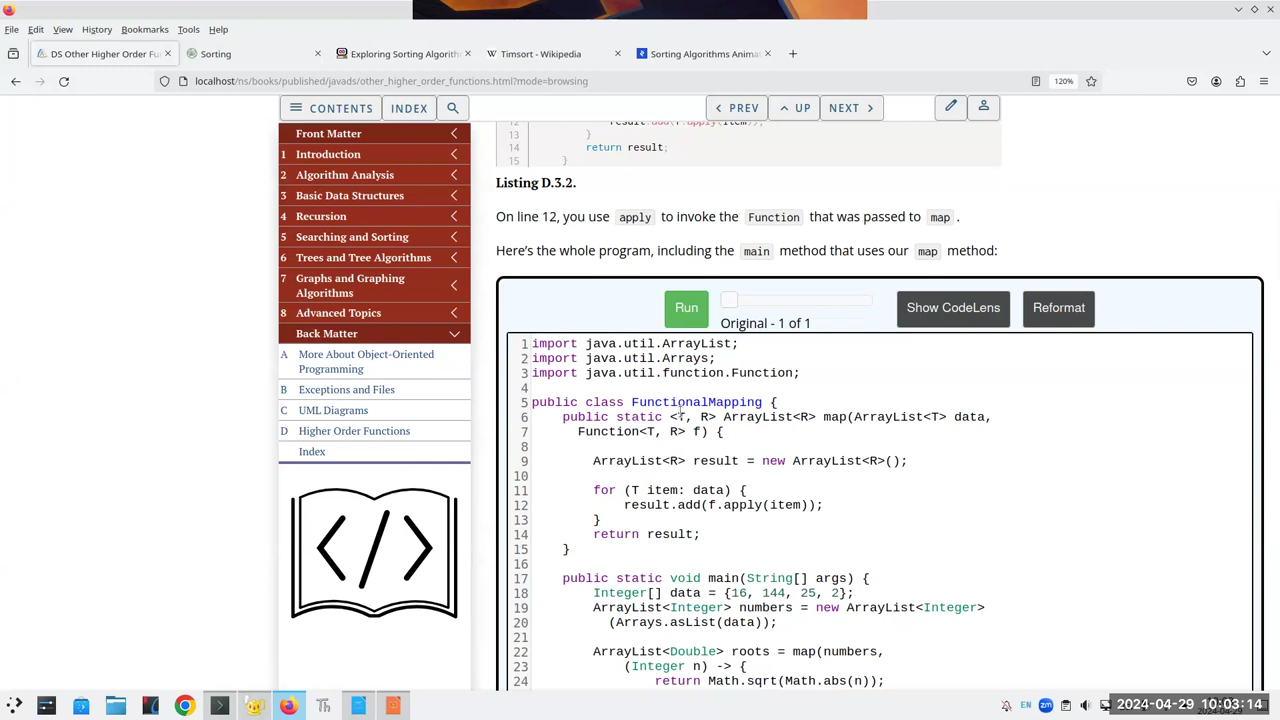 File Edit View History Bookmarks Tools Help
DS Other Higher Order Fu
Sorting
Exploring Sorting Algorith
Timsort - Wikipedia
Sorting Algorithms Animat
localhost/ns/books/published/javads/other_higher_order_functions.html?mode=browsing
120%
CONTENTS INDEX
PREV UP NEXT
Front Matter
1 Introduction
2 Algorithm Analysis
3 Basic Data Structures
4 Recursion
5 Searching and Sorting
6 Trees and Tree Algorithms
7 Graphs and Graphing
Algorithms
8 Advanced Topics
Back Matter
A More About Object-Oriented
Programming
B Exceptions and Files
C UML Diagrams
D Higher Order Functions
Index
</>
12 result.add(f.apply(item));
13 }
14 return result;
15 }
Listing D.3.2.
On line 12, you use apply to invoke the Function that was passed to map .
Here’s the whole program, including the main method that uses our map method:
Run
Original - 1 of 1
Show CodeLens
Reformat
1 import java.util.ArrayList;
2 import java.util.Arrays;
3 import java.util.function.Function;
4
5 public class FunctionalMapping {
6 public static <T, R> ArrayList<R> map(ArrayList<T> data,
7 Function<T, R> f) {
8
9 ArrayList<R> result = new ArrayList<R>();
10
11 for (T item: data) {
12 result.add(f.apply(item));
13 }
14 return result;
15 }
16
17 public static void main(String[] args) {
18 Integer[] data = {16, 144, 25, 2};
19 ArrayList<Integer> numbers = new ArrayList<Integer>
20 (Arrays.asList(data));
21
22 ArrayList<Double> roots = map(numbers,
23 (Integer n) -> {
24 return Math.sqrt(Math.abs(n));
Th
EN
zm
2024-04-29 10:03:14